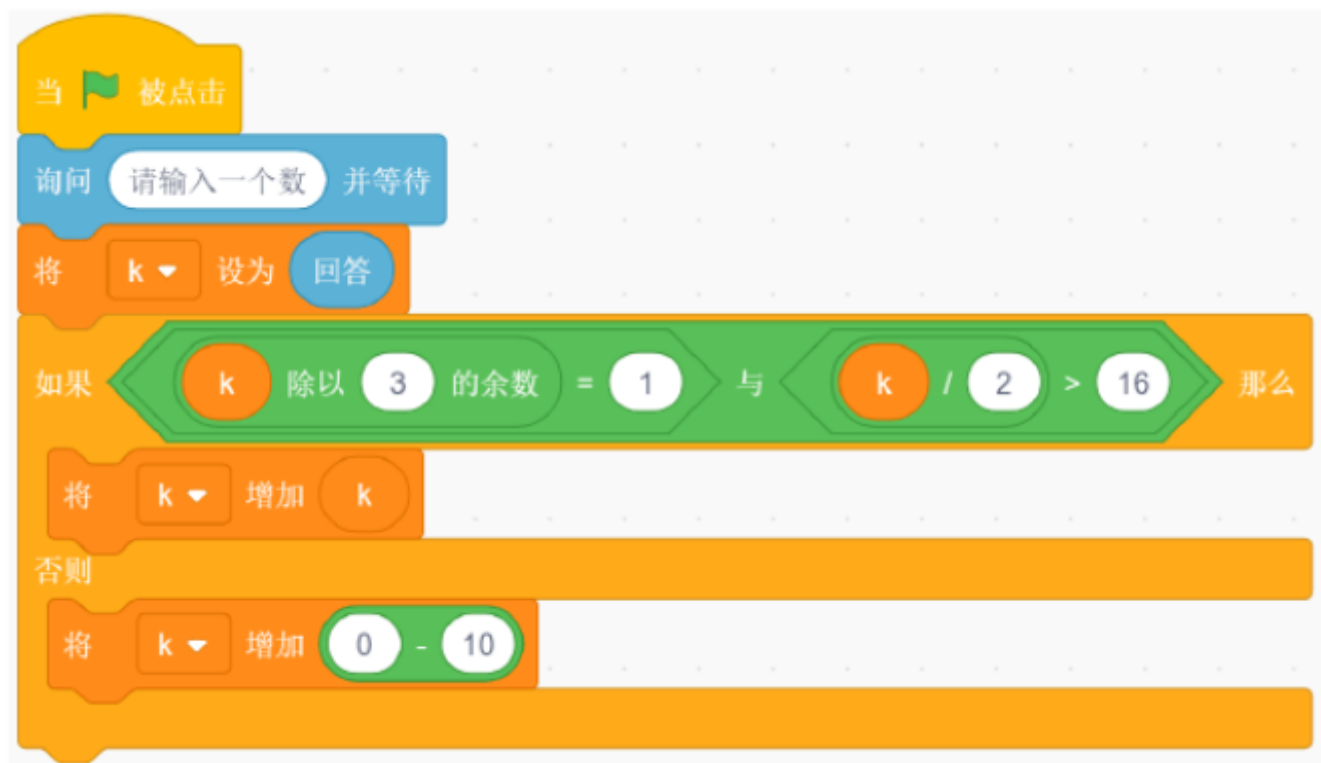 当 被点击
询问 请输入一个数 并等待
将 k 设为 回答
如果 k 除以 3 的余数 = 1 与 k / 2 > 16 那么
将 k 增加 k
否则
将 k 增加 0 - 10